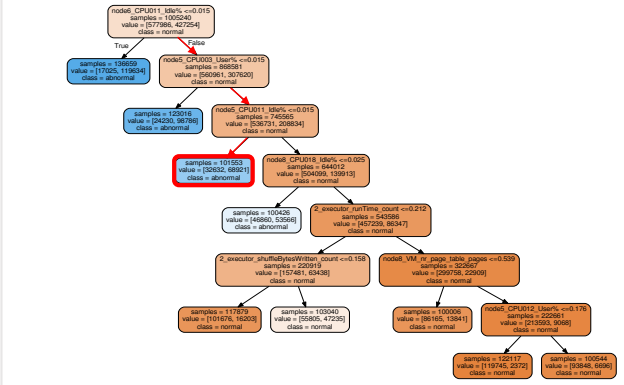 node6_CPU011_Idle% <=0.015
samples = 1005240
value = [577986, 427254]
class = normal
True
False
samples = 136659
value = [17025, 119634]
class = abnormal
node5_CPU003_User% <=0.015
samples = 868581
value = [560961, 307620]
class = normal
samples = 123016
value = [24230, 98786]
class = abnormal
node5_CPU011_Idle% <=0.015
samples = 745565
value = [536731, 208834]
class = normal
samples = 101553
value = [32632, 68921]
class = abnormal
node8_CPU018_Idle% <=0.025
samples = 644012
value = [504099, 139913]
class = normal
samples = 100426
value = [46860, 53566]
class = abnormal
2_executor_runTime_count <=0.212
samples = 543586
value = [457239, 86347]
class = normal
2_executor_shuffleBytesWritten_count <=0.158
samples = 220919
value = [157481, 63438]
class = normal
node8_VM_nr_page_table_pages <=0.539
samples = 322667
value = [299758, 22909]
class = normal
samples = 117879
value = [101676, 16203]
class = normal
samples = 103040
value = [55805, 47235]
class = normal
samples = 100006
value = [86165, 13841]
class = normal
node5_CPU012_User% <=0.176
samples = 222661
value = [213593, 9068]
class = normal
samples = 122117
value = [119745, 2372]
class = normal
samples = 100544
value = [93848, 6696]
class = normal